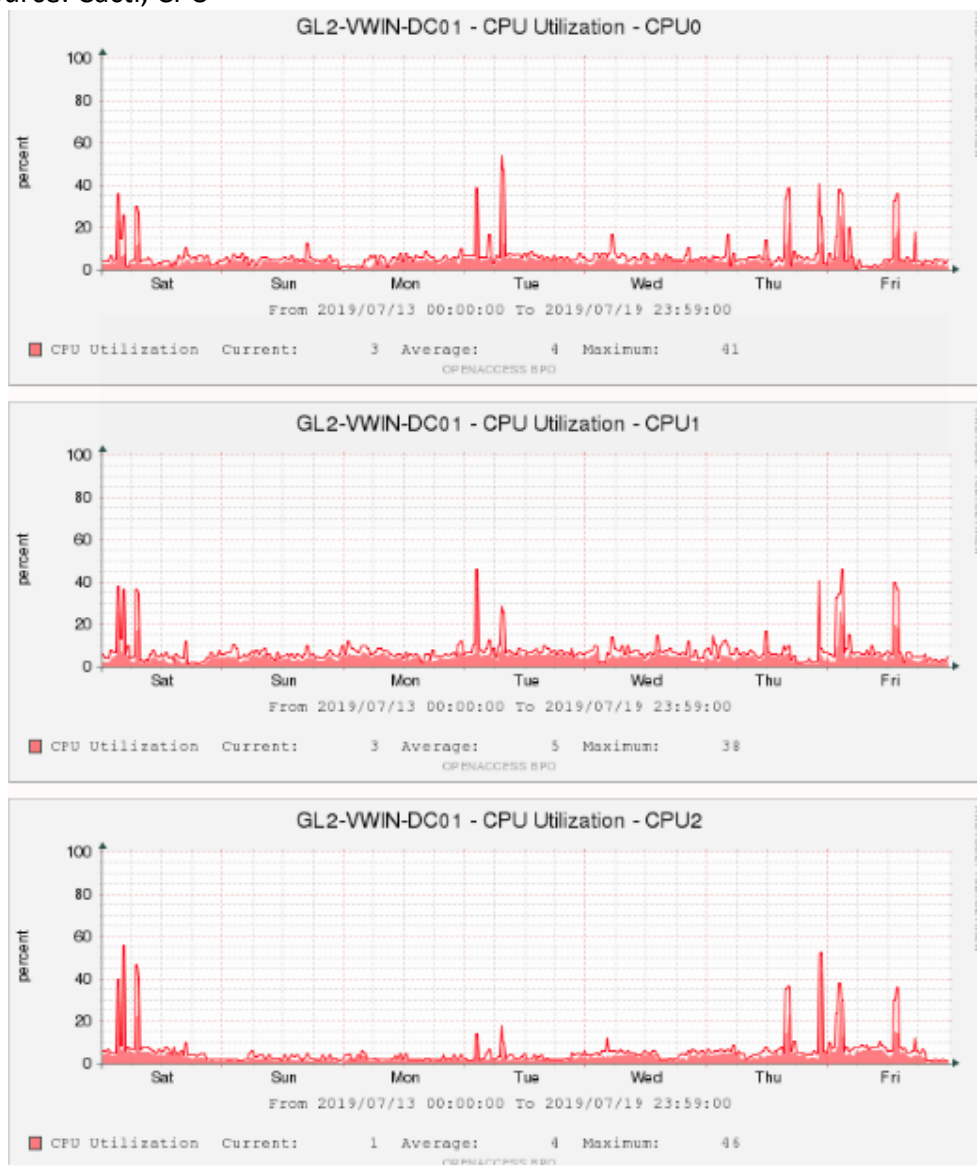 GL2-VWIN-DC01 - CPU Utilization - CPU0
100
80
60
40
20
0
percent
Sat Sun Mon Tue Wed Thu Fri
From 2019/07/13 00:00:00 To 2019/07/19 23:59:00
CPU Utilization Current: 3 Average: 4 Maximum: 41
OPENACCESS BPO
GL2-VWIN-DC01 - CPU Utilization - CPU1
100
80
60
40
20
0
percent
Sat Sun Mon Tue Wed Thu Fri
From 2019/07/13 00:00:00 To 2019/07/19 23:59:00
CPU Utilization Current: 3 Average: 5 Maximum: 38
OPENACCESS BPO
GL2-VWIN-DC01 - CPU Utilization - CPU2
100
80
60
40
20
0
percent
Sat Sun Mon Tue Wed Thu Fri
From 2019/07/13 00:00:00 To 2019/07/19 23:59:00
CPU Utilization Current: 1 Average: 4 Maximum: 46
OPENACCESS BPO